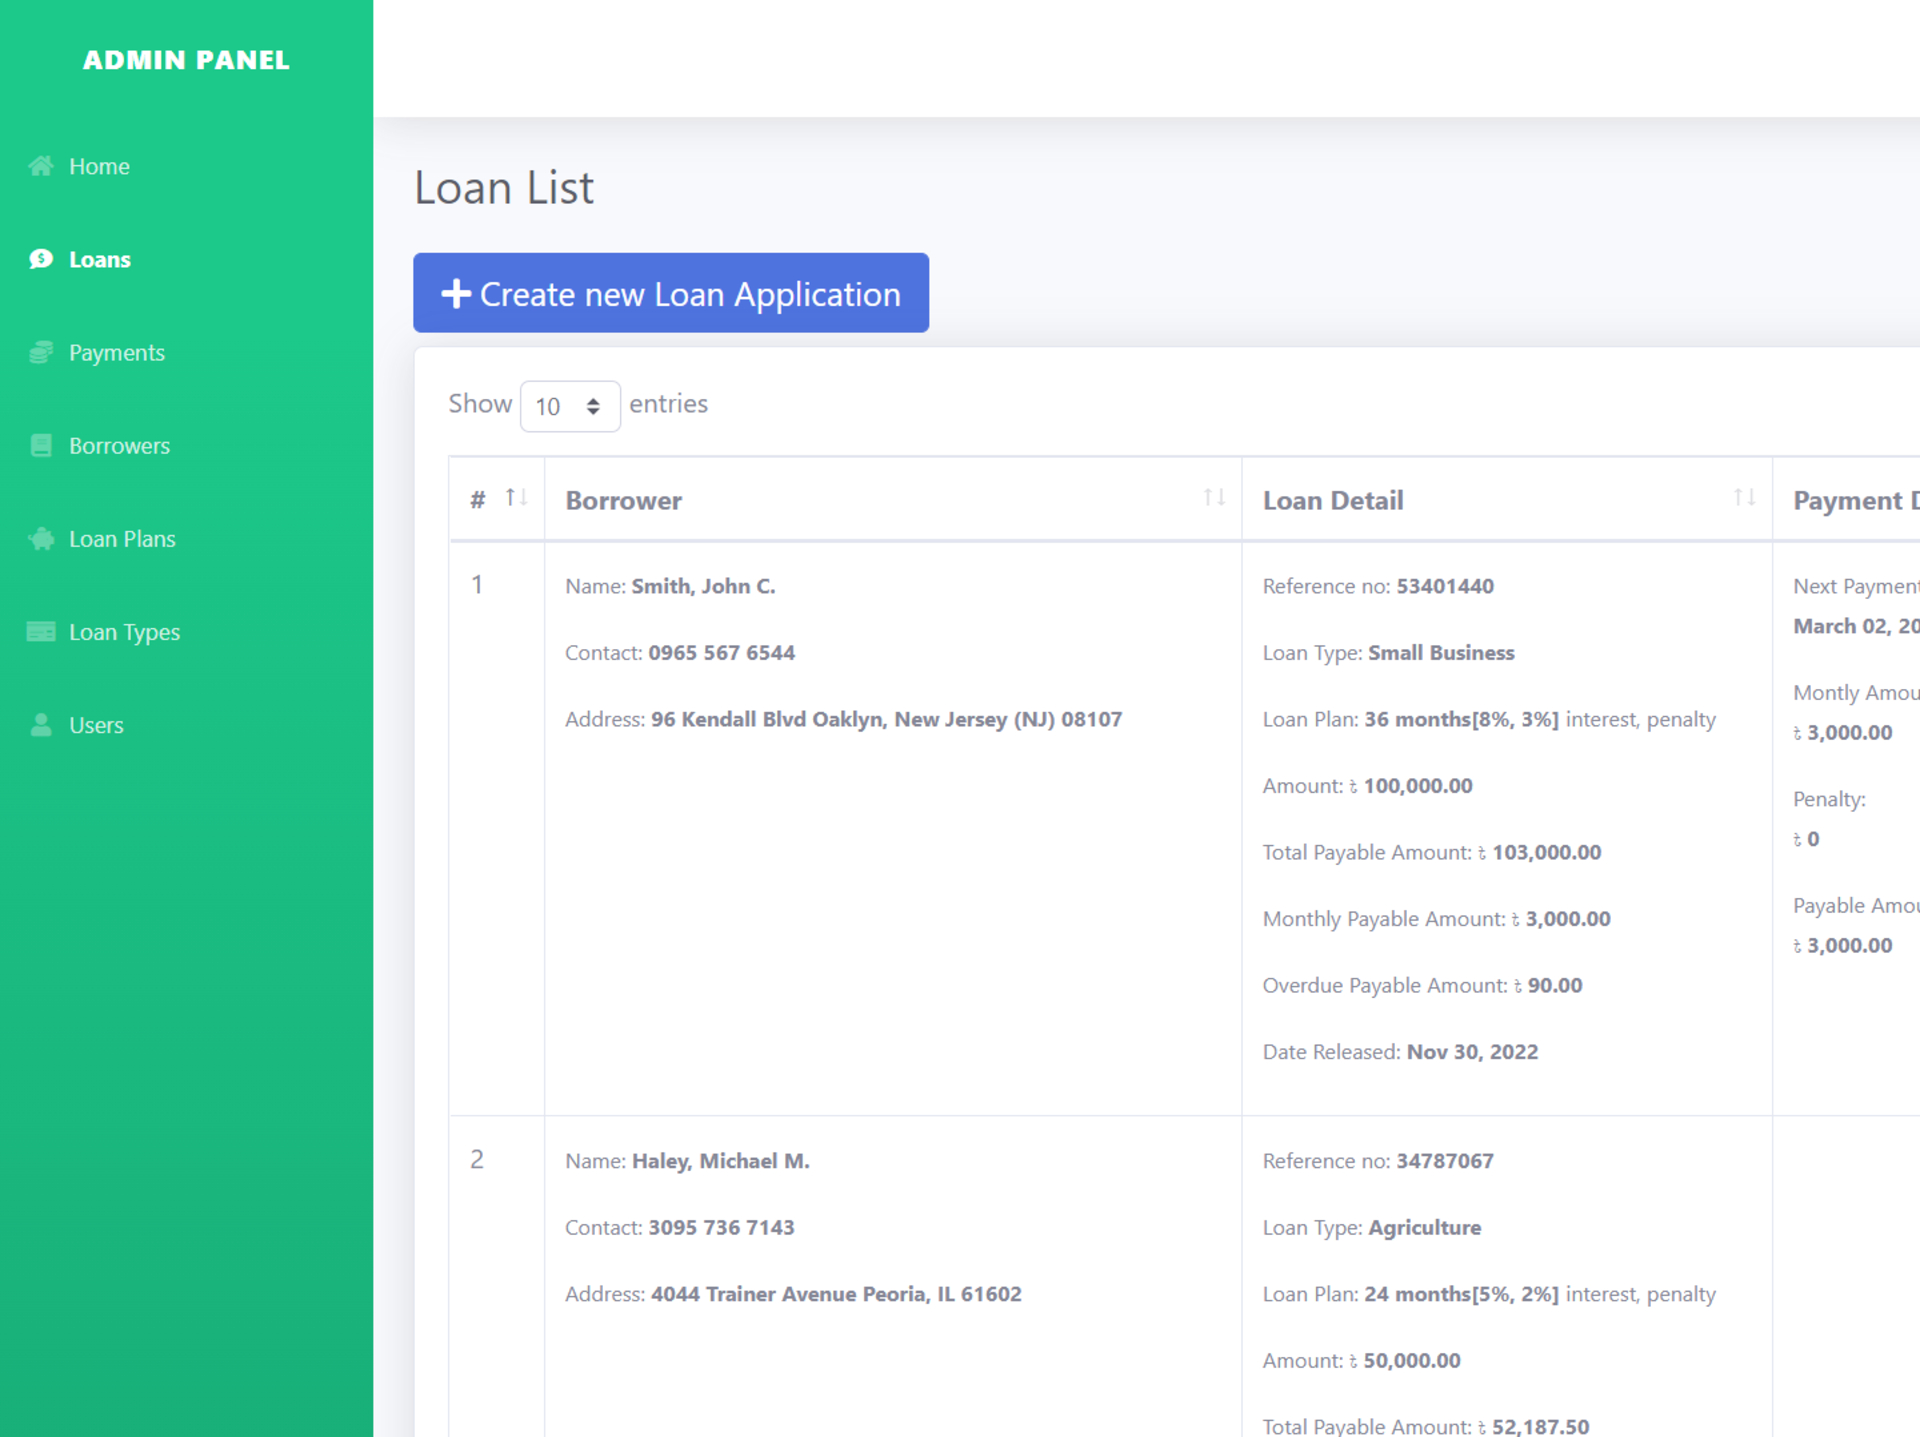 ADMIN PANEL
Home
Loans
Payments
Borrowers
Loan Plans
Loan Types
Users
Loan List
Create new Loan Application
Show 10 entries
# Borrower Loan Detail Payment
1
Name: Smith, John C.
Contact: 0965 567 6544
Address: 96 Kendall Blvd Oaklyn, New Jersey (NJ) 08107
Reference no: 53401440
Loan Type: Small Business
Loan Plan: 36 months[8%, 3%] interest, penalty
Amount: ৳ 100,000.00
Total Payable Amount: ৳ 103,000.00
Monthly Payable Amount: ৳ 3,000.00
Overdue Payable Amount: ৳ 90.00
Date Released: Nov 30, 2022
Next Payment
March 02, 20
Montly Amou
৳ 3,000.00
Penalty:
৳ 0
Payable Amou
৳ 3,000.00
2
Name: Haley, Michael M.
Contact: 3095 736 7143
Address: 4044 Trainer Avenue Peoria, IL 61602
Reference no: 34787067
Loan Type: Agriculture
Loan Plan: 24 months[5%, 2%] interest, penalty
Amount: ৳ 50,000.00
Total Payable Amount: ৳ 52,187.50